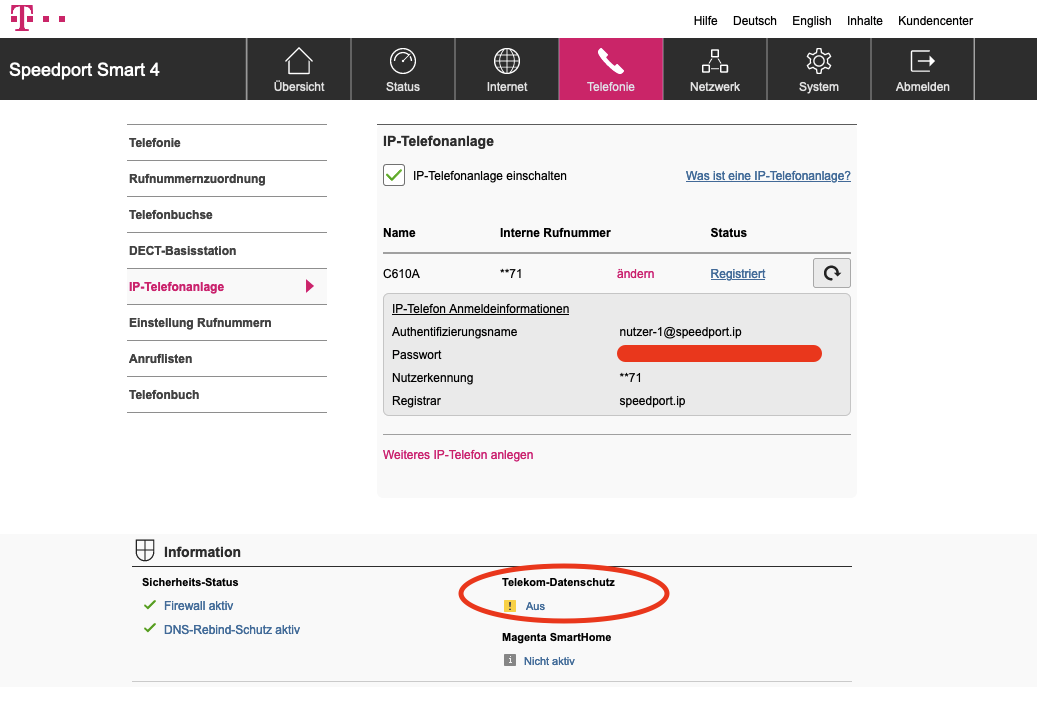 T
Hilfe Deutsch English Inhalte Kundencenter
Speedport Smart 4
Übersicht Status Internet Telefonie Netzwerk System Abmelden
Telefonie
Rufnummernzuordnung
Telefonbuchse
DECT-Basisstation
IP-Telefonanlage
Einstellung Rufnummern
Anruflisten
Telefonbuch
IP-Telefonanlage
IP-Telefonanlage einschalten Was ist eine IP-Telefonanlage?
Name Interne Rufnummer Status
C610A **71 ändern Registriert
IP-Telefon Anmeldeinformationen
Authentifizierungsname nutzer-1@speedport.ip
Passwort
Nutzerkennung **71
Registrar speedport.ip
Weiteres IP-Telefon anlegen
Information
Sicherheits-Status
Firewall aktiv
DNS-Rebind-Schutz aktiv
Telekom-Datenschutz
! Aus
Magenta SmartHome
i Nicht aktiv